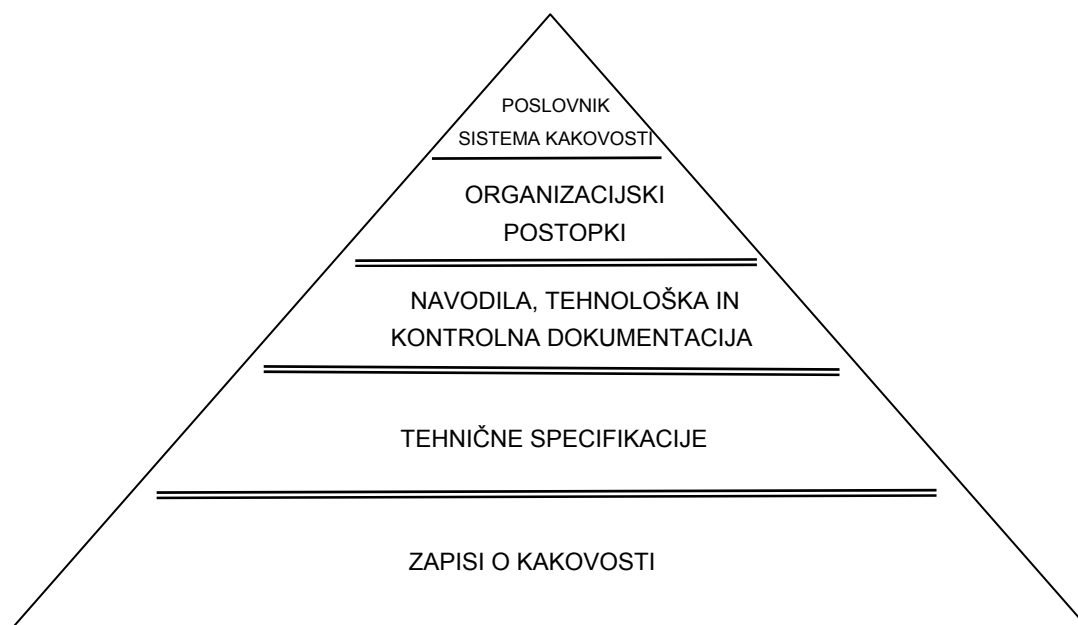 POSLOVNIK
SISTEMA KAKOVOSTI
ORGANIZACIJSKI
POSTOPKI
NAVODILA, TEHNOLOŠKA IN
KONTROLNA DOKUMENTACIJA
TEHNIČNE SPECIFIKACIJE
ZAPISI O KAKOVOSTI